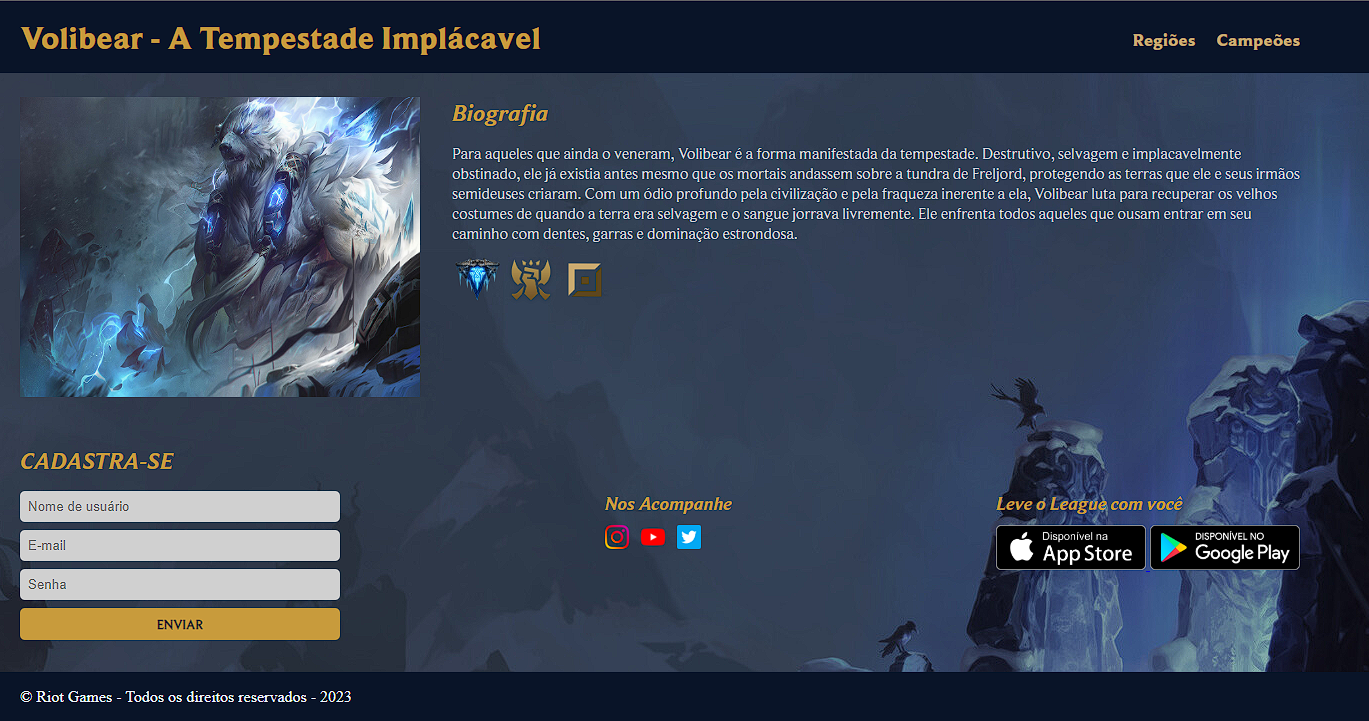 Volibear - A Tempestade Implácavel
Regiões
Campeões
Biografia
Para aqueles que ainda o veneram, Volibear é a forma manifestada da tempestade. Destrutivo, selvagem e implacavelmente
obstinado, ele já existia antes mesmo que os mortais andassem sobre a tundra de Freljord, protegendo as terras que ele e seus irmãos
semideuses criaram. Com um ódio profundo pela civilização e pela fraqueza inerente a ela, Volibear luta para recuperar os velhos
costumes de quando a terra era selvagem e o sangue jorrava livremente. Ele enfrenta todos aqueles que ousam entrar em seu
caminho com dentes, garras e dominação estrondosa.
CADASTRA-SE
Nome de usuário
E-mail
Senha
ENVIAR
Nos Acompanhe
Leve o League com você
Disponível na
App Store
DISPONÍVEL NO
Google Play
© Riot Games - Todos os direitos reservados - 2023